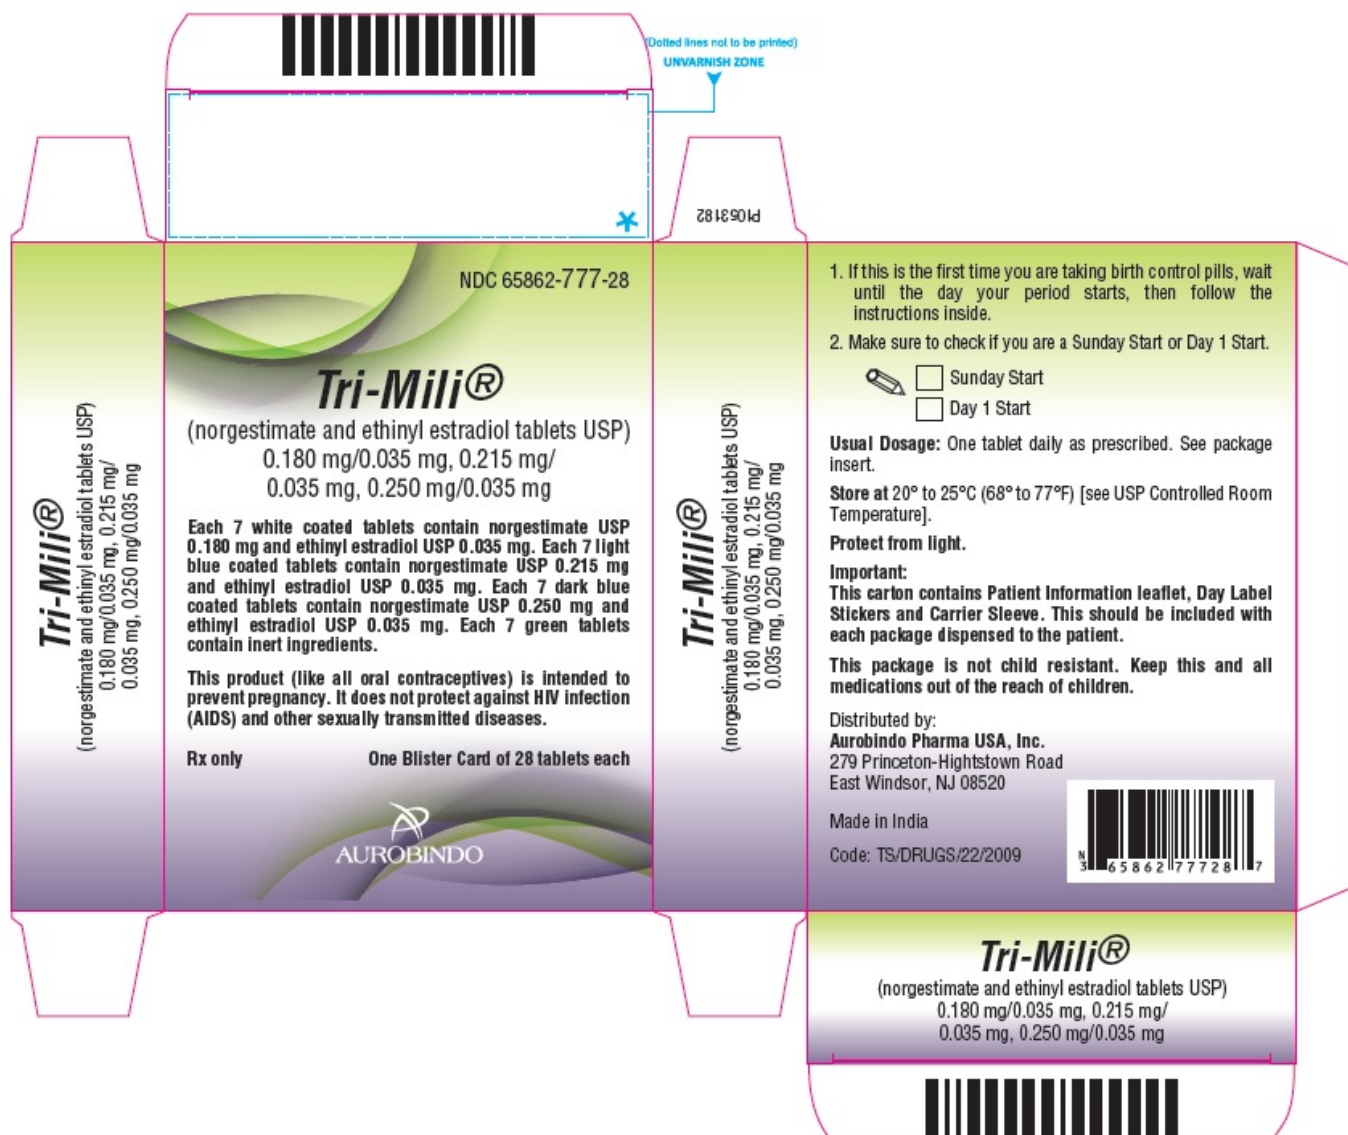 (Dotted lines not to be printed)
UNVARNISH ZONE
*
P1053182
Tri-Mili®
(norgestimate and ethinyl estradiol tablets USP)
0.180 mg/0.035 mg, 0.215 mg/
0.035 mg, 0.250 mg/0.035 mg
NDC 65862-777-28
Tri-Mili®
(norgestimate and ethinyl estradiol tablets USP)
0.180 mg/0.035 mg, 0.215 mg/
0.035 mg, 0.250 mg/0.035 mg
Each 7 white coated tablets contain norgestimate USP
0.180 mg and ethinyl estradiol USP 0.035 mg. Each 7 light
blue coated tablets contain norgestimate USP 0.215 mg
and ethinyl estradiol USP 0.035 mg. Each 7 dark blue
coated tablets contain norgestimate USP 0.250 mg and
ethinyl estradiol USP 0.035 mg. Each 7 green tablets
contain inert ingredients.
This product (like all oral contraceptives) is intended to
prevent pregnancy. It does not protect against HIV infection
(AIDS) and other sexually transmitted diseases.
Rx only One Blister Card of 28 tablets each
AUROBINDO
Tri-Mili®
(norgestimate and ethinyl estradiol tablets USP)
0.180 mg/0.035 mg, 0.215 mg/
0.035 mg, 0.250 mg/0.035 mg
1. If this is the first time you are taking birth control pills, wait
until the day your period starts, then follow the
instructions inside.
2. Make sure to check if you are a Sunday Start or Day 1 Start.
Sunday Start
Day 1 Start
Usual Dosage: One tablet daily as prescribed. See package
insert.
Store at 20° to 25°C (68° to 77°F) [see USP Controlled Room
Temperature].
Protect from light.
Important:
This carton contains Patient Information leaflet, Day Label
Stickers and Carrier Sleeve. This should be included with
each package dispensed to the patient.
This package is not child resistant. Keep this and all
medications out of the reach of children.
Distributed by:
Aurobindo Pharma USA, Inc.
279 Princeton-Hightstown Road
East Windsor, NJ 08520
Made in India
Code: TS/DRUGS/22/2009
N
3 65862 77728 7
Tri-Mili®
(norgestimate and ethinyl estradiol tablets USP)
0.180 mg/0.035 mg, 0.215 mg/
0.035 mg, 0.250 mg/0.035 mg